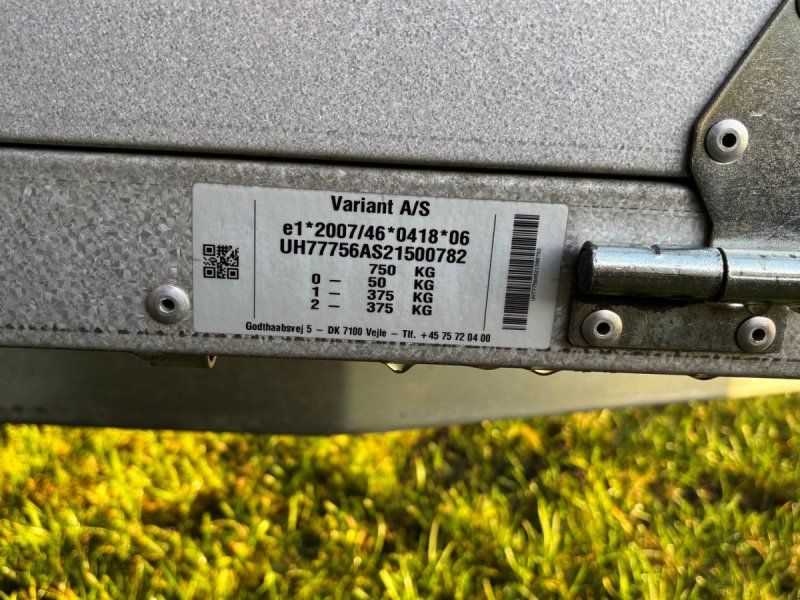 Variant A/S
e1*2007/46*0418*06
UH77756AS21500782
750 KG
0 – 50 KG
1 – 375 KG
2 – 375 KG
Godthaabsvej 5 – DK 7100 Vejle – Tlf. +45 75 72 04 00
UH77756AS21500782